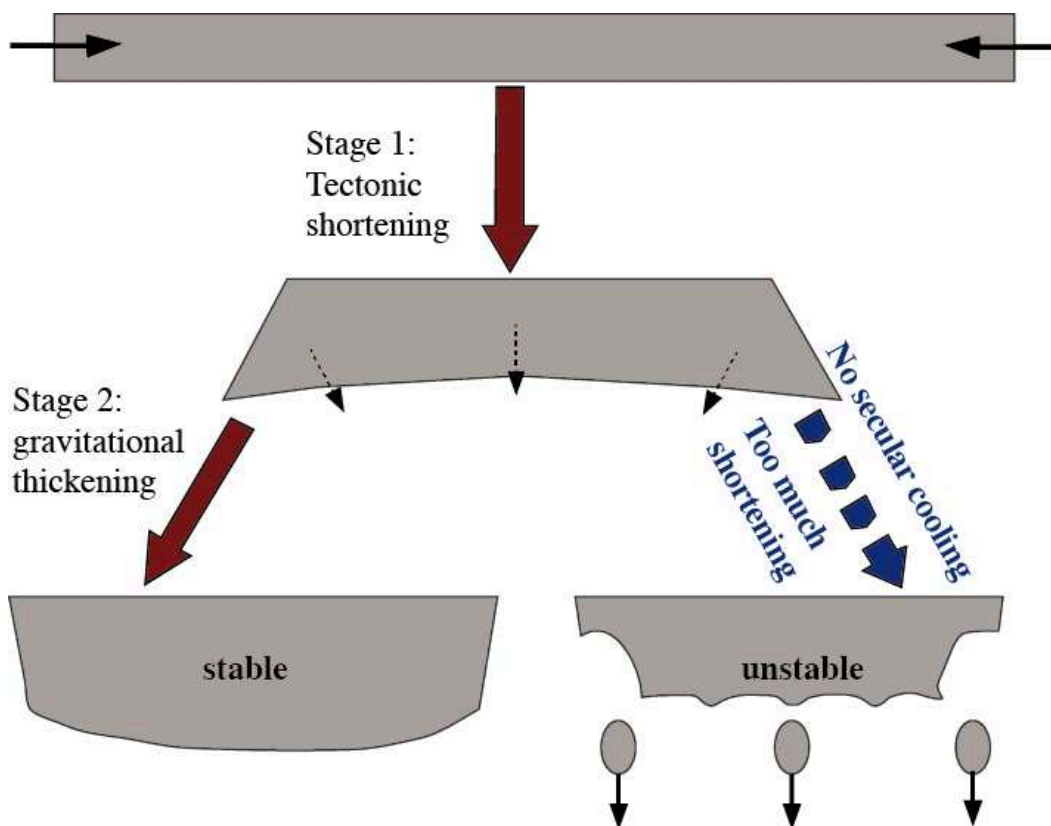 Stage 1:
Tectonic
shortening
Stage 2:
gravitational
thickening
No secular cooling
Too much
shortening
stable
unstable